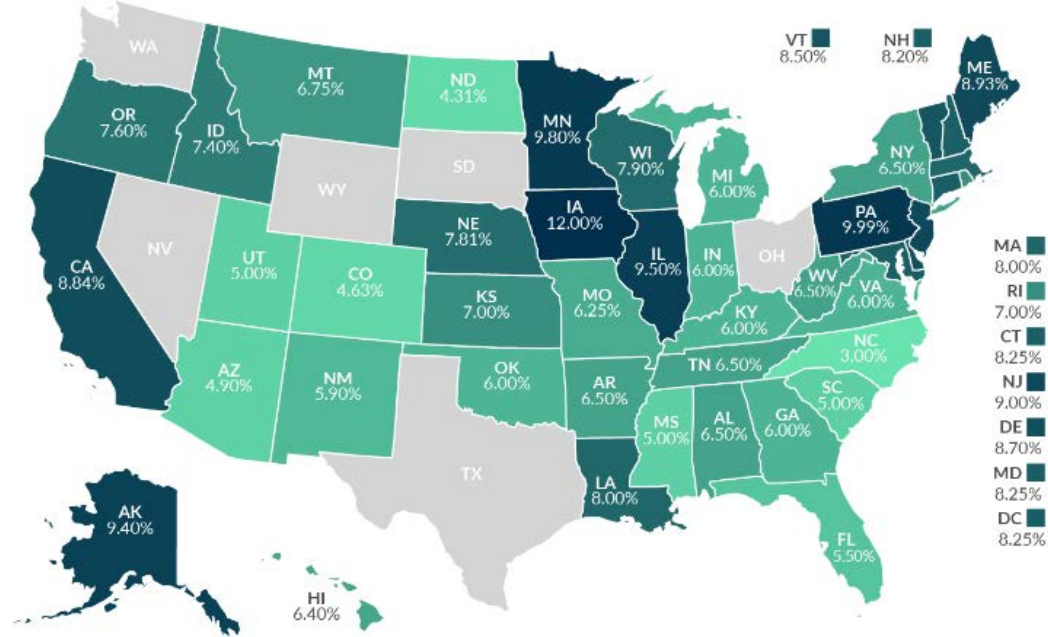 VT
8.50%
NH
8.20%
WA
MT
6.75%
ND
4.31%
ME
8.93%
OR
7.60%
ID
7.40%
MN
9.80%
WI
7.90%
NY
6.50%
SD
WY
MI
6.00%
NE
7.81%
IA
12.00%
PA
9.99%
NV
UT
5.00%
CO
4.63%
IL
9.50%
IN
6.00%
OH
CA
8.84%
WV
6.50%
VA
6.00%
KS
7.00%
MO
6.25%
KY
6.00%
AZ
4.90%
NM
5.90%
OK
6.00%
AR
6.50%
TN 6.50%
NC
3.00%
SC
5.00%
MS
5.00%
AL
6.50%
GA
6.00%
TX
LA
8.00%
FL
5.50%
AK
9.40%
HI
6.40%
MA
8.00%
RI
7.00%
CT
8.25%
NJ
9.00%
DE
8.70%
MD
8.25%
DC
8.25%